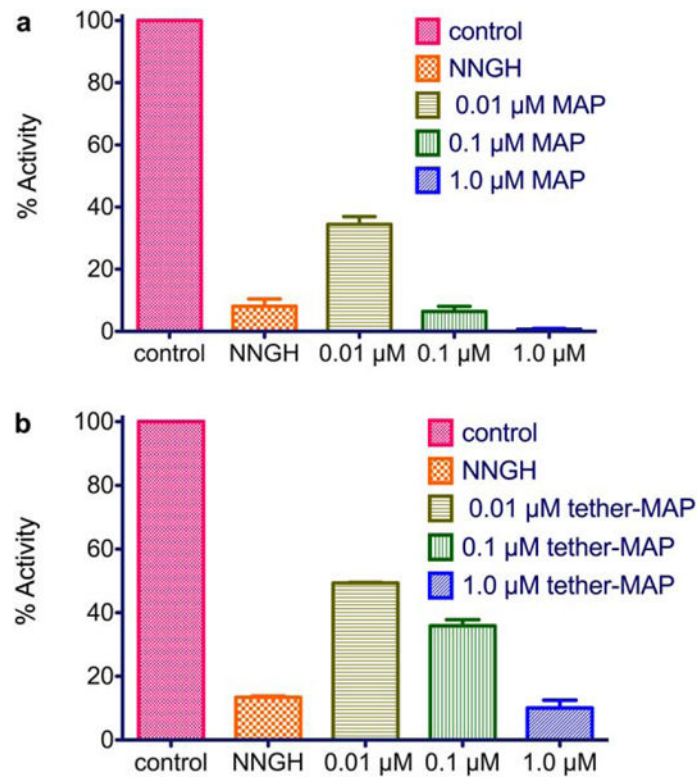 a
% Activity
100
80
60
40
20
0
control
NNGH
0.01 µM MAP
0.1 µM MAP
1.0 µM MAP
control NNGH 0.01 µM 0.1 µM 1.0 µM
b
% Activity
100
80
60
40
20
0
control
NNGH
0.01 µM tether-MAP
0.1 µM tether-MAP
1.0 µM tether-MAP
control NNGH 0.01 µM 0.1 µM 1.0 µM